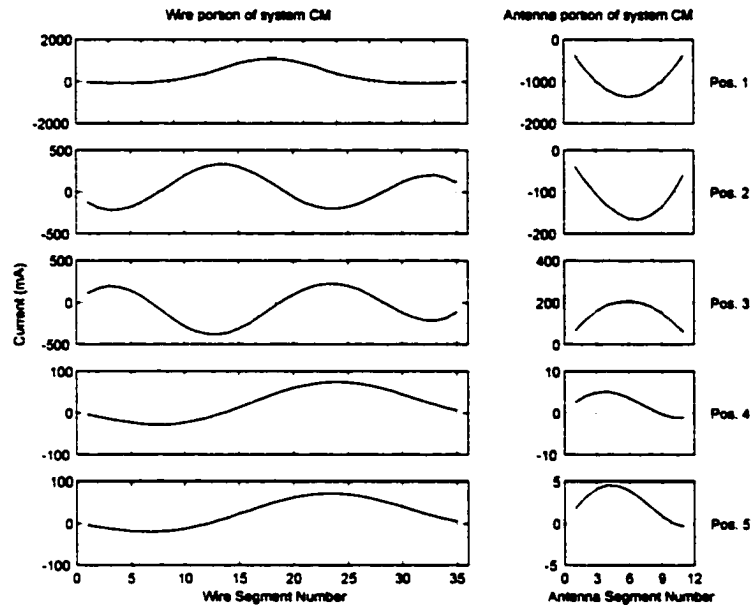 Wire portion of system CM
Antenna portion of system CM
2000
0
-2000
0
-1000
-2000
Pos. 1
500
0
-500
0
-100
-200
Pos. 2
500
0
-500
400
200
0
Pos. 3
100
0
-100
10
0
-10
Pos. 4
100
0
-100
5
0
-5
Pos. 5
Current (mA)
0 5 10 15 20 25 30 35
0 3 6 9 12
Wire Segment Number
Antenna Segment Number